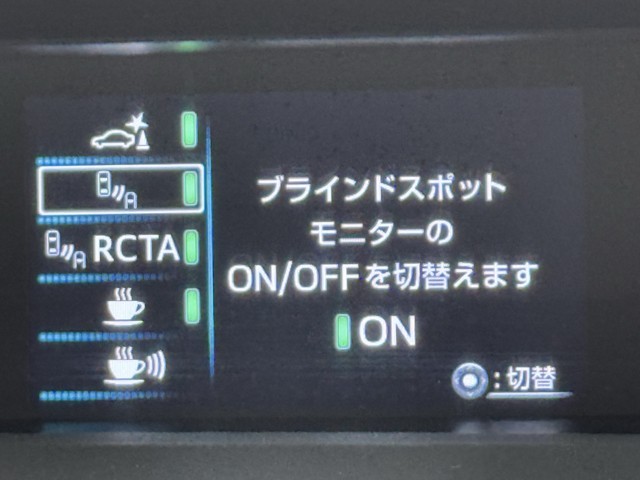 RCTA
ブラインドスポット
モニターの
ON/OFFを切替えます
ON
:切替